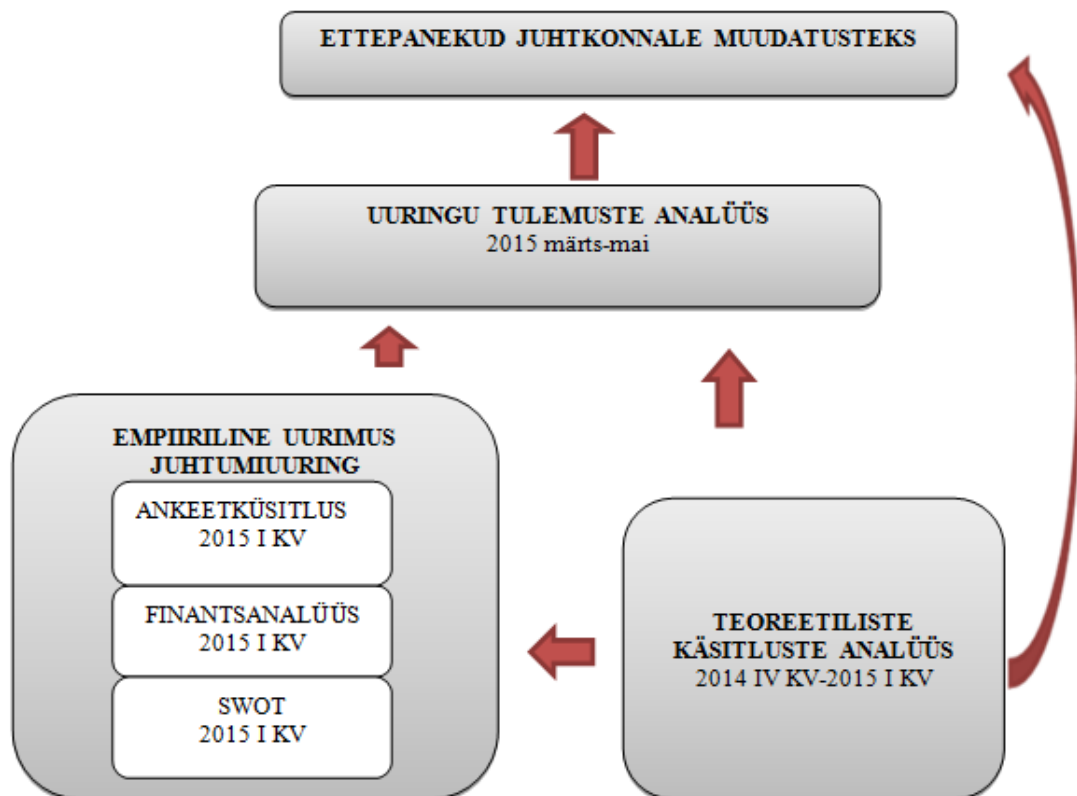 ETTEPANEKUD JUHTKONNALE MUUDATUSTEKS
UURINGU TULEMUSTE ANALÜÜS
2015 märts-mai
EMPIIRILINE UURIMUS
JUHTUMIUURING
ANKEETKÜSITLUS
2015 I KV
FINANTSANALÜÜS
2015 I KV
SWOT
2015 I KV
TEOREETILISTE
KÄSITLUSTE ANALÜÜS
2014 IV KV-2015 I KV